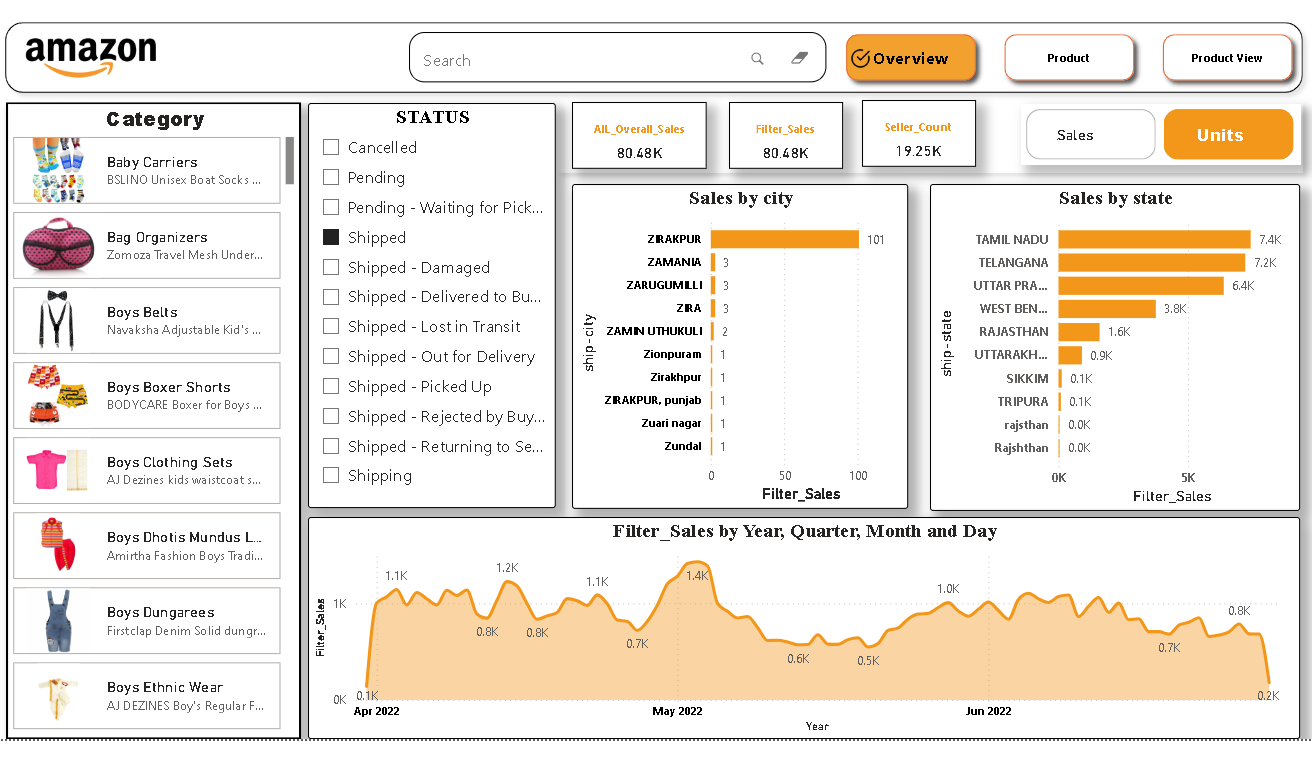 amazon
Search
Overview
Product
Product View
Category
Baby Carriers
BSLINO Unisex Boat Socks ...
Bag Organizers
Zomoza Travel Mesh Under...
Boys Belts
Navaksha Adjustable Kid's ...
Boys Boxer Shorts
BODYCARE Boxer for Boys ...
Boys Clothing Sets
AJ Dezines kids waistcoat s...
Boys Dhotis Mundus L...
Amirtha Fashion Boys Tradi...
Boys Dungarees
Firstclap Denim Solid dungr...
Boys Ethnic Wear
AJ DEZINES Boy's Regular F...
STATUS
Cancelled
Pending
Pending - Waiting for Pick...
Shipped
Shipped - Damaged
Shipped - Delivered to Bu...
Shipped - Lost in Transit
Shipped - Out for Delivery
Shipped - Picked Up
Shipped - Rejected by Buy...
Shipped - Returning to Se...
Shipping
All_Overall_Sales
80.48K
Filter_Sales
80.48K
Seller_Count
19.25K
Sales
Units
Sales by city
ship-city
ZIRAKPUR 101
ZAMANIA 3
ZARUGUMILLI 3
ZIRA 3
ZAMIN UTHUKULI 2
Zionpuram 1
Zirakhpur 1
ZIRAKPUR, punjab 1
Zuari nagar 1
Zundal 1
0 50 100
Filter_Sales
Sales by state
ship-state
TAMIL NADU 7.4K
TELANGANA 7.2K
UTTAR PRA... 6.4K
WEST BEN... 3.8K
RAJASTHAN 1.6K
UTTARAKH... 0.9K
SIKKIM 0.1K
TRIPURA 0.1K
rajsthan 0.0K
Rajshthan 0.0K
0K 5K
Filter_Sales
Filter_Sales by Year, Quarter, Month and Day
Filter_Sales
1K
0K
0.1K
1.1K
0.8K
1.2K
0.8K
1.1K
0.7K
1.4K
0.6K
0.5K
1.0K
0.7K
0.8K
0.2K
Apr 2022 May 2022 Jun 2022
Year